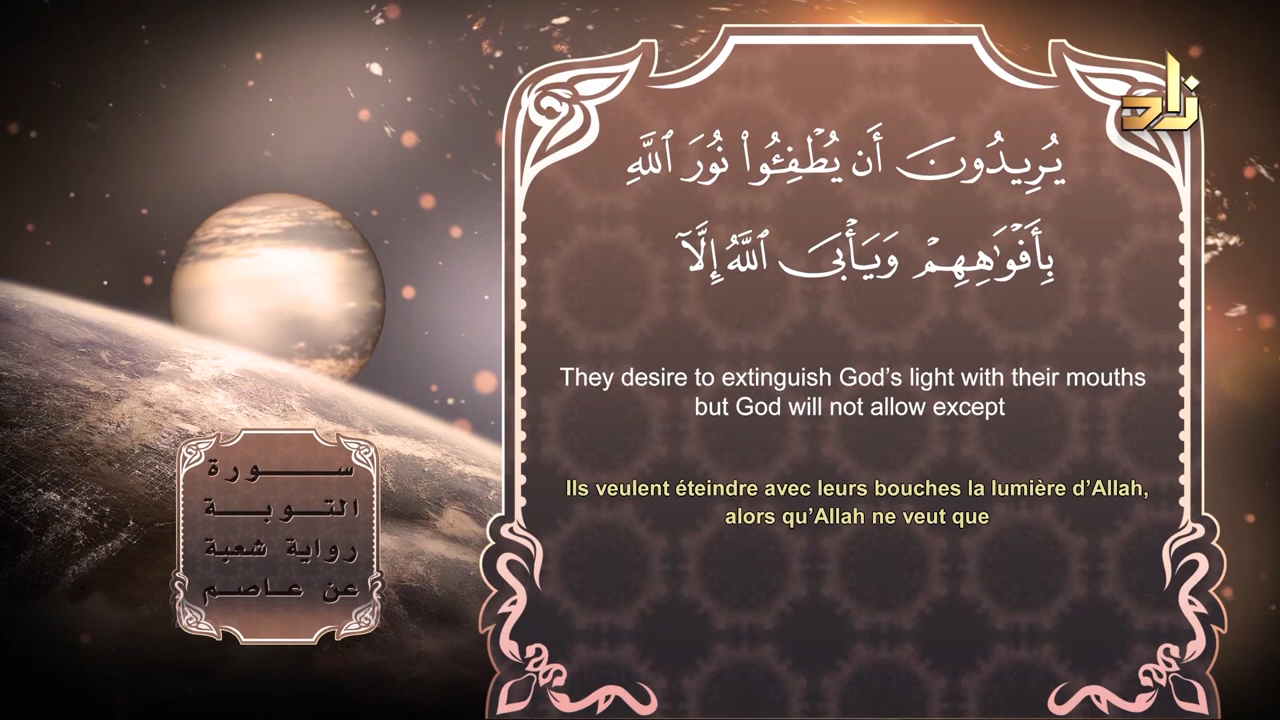 زاد
يُرِيدُونَ أَن يُطْفِـُٔوا۟ نُورَ ٱللَّهِ
بِأَفْوَٰهِهِمْ وَيَأْبَى ٱللَّهُ إِلَّآ
They desire to extinguish God’s light with their mouths
but God will not allow except
Ils veulent éteindre avec leurs bouches la lumière d’Allah,
alors qu’Allah ne veut que
سورة
التوبة
رواية شعبة
عن عاصم